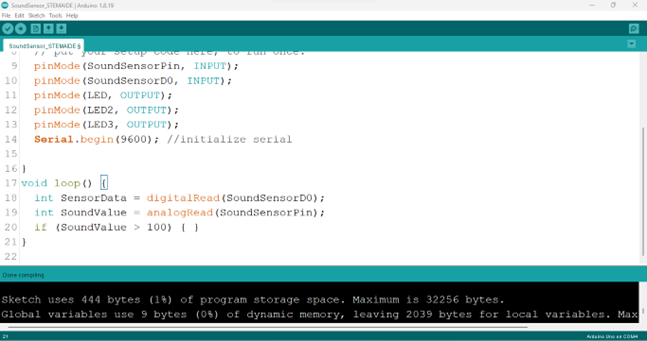 SoundSensor_STEMAIDE | Arduino 1.8.19
File Edit Sketch Tools Help
SoundSensor_STEMAIDE §
8 // put your setup code here, to run once:
9 pinMode(SoundSensorPin, INPUT);
10 pinMode(SoundSensorD0, INPUT);
11 pinMode(LED, OUTPUT);
12 pinMode(LED2, OUTPUT);
13 pinMode(LED3, OUTPUT);
14 Serial.begin(9600); //initialize serial
15
16 }
17 void loop() {
18 int SensorData = digitalRead(SoundSensorD0);
19 int SoundValue = analogRead(SoundSensorPin);
20 if (SoundValue > 100) { }
21 }
22
Done compiling.
Sketch uses 444 bytes (1%) of program storage space. Maximum is 32256 bytes.
Global variables use 9 bytes (0%) of dynamic memory, leaving 2039 bytes for local variables. Max
21 Arduino Uno on COM4